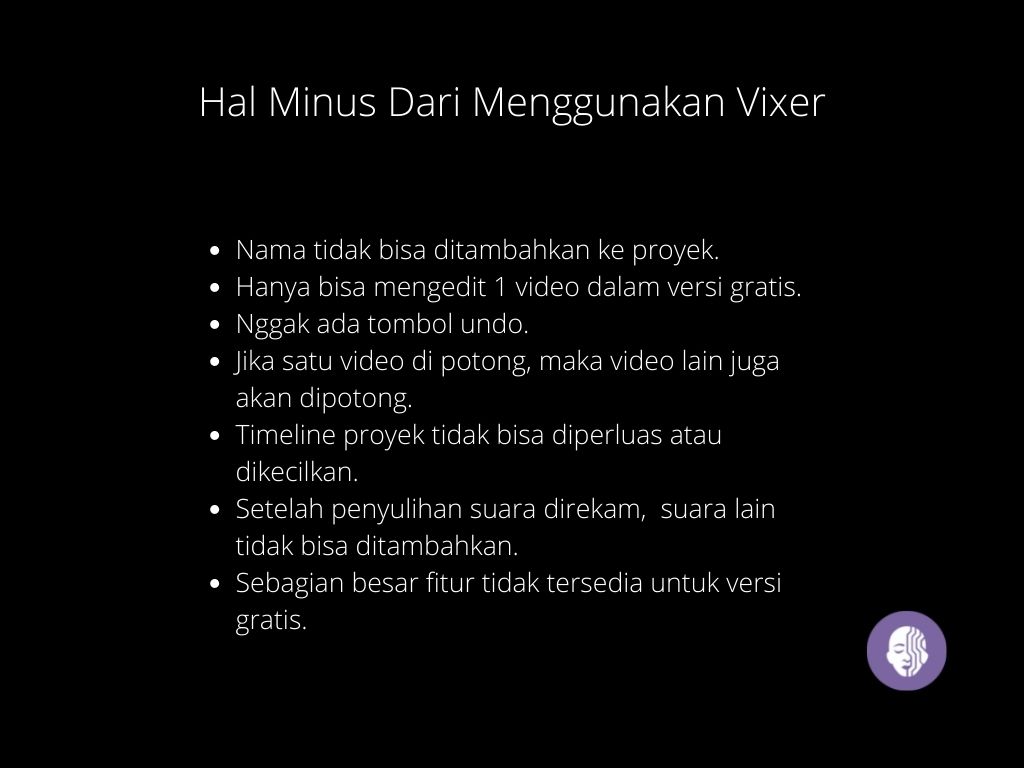 Hal Minus Dari Menggunakan Vixer
• Nama tidak bisa ditambahkan ke proyek.
• Hanya bisa mengedit 1 video dalam versi gratis.
• Nggak ada tombol undo.
• Jika satu video di potong, maka video lain juga
akan dipotong.
• Timeline proyek tidak bisa diperluas atau
dikecilkan.
• Setelah penyulihan suara direkam,  suara lain
tidak bisa ditambahkan.
• Sebagian besar fitur tidak tersedia untuk versi
gratis.